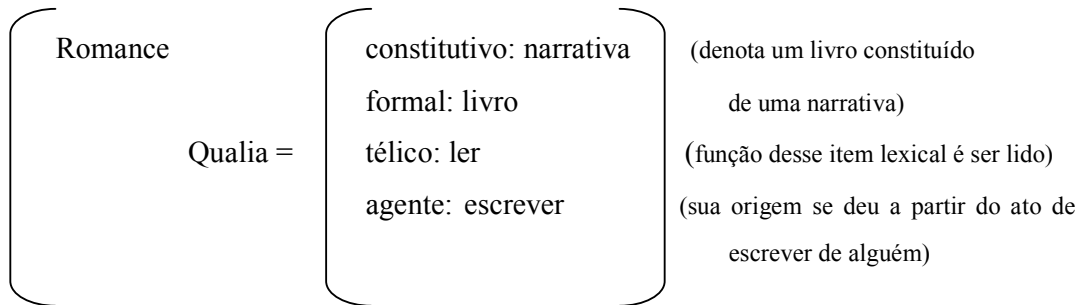 Romance constitutivo: narrativa (denota um livro constituído
formal: livro de uma narrativa)
Qualia = télico: ler (função desse item lexical é ser lido)
agente: escrever (sua origem se deu a partir do ato de
escrever de alguém)